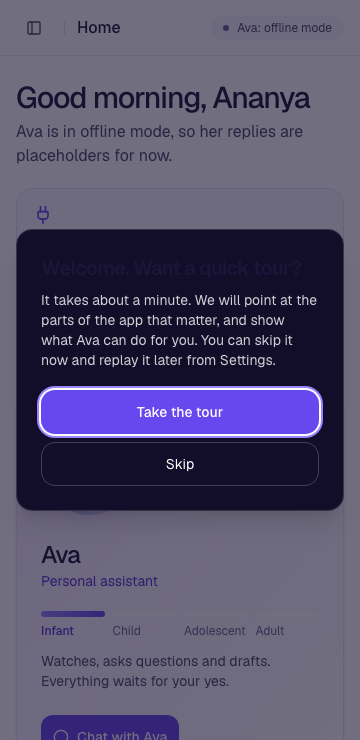 Home
Ava: offline mode
Good morning, Ananya
Ava is in offline mode, so her replies are
placeholders for now.
Welcome. Want a quick tour?
It takes about a minute. We will point at the
parts of the app that matter, and show
what Ava can do for you. You can skip it
now and replay it later from Settings.
Take the tour
Skip
Ava
Personal assistant
Infant
Child
Adolescent
Adult
Watches, asks questions and drafts.
Everything waits for your yes.
Chat with Ava